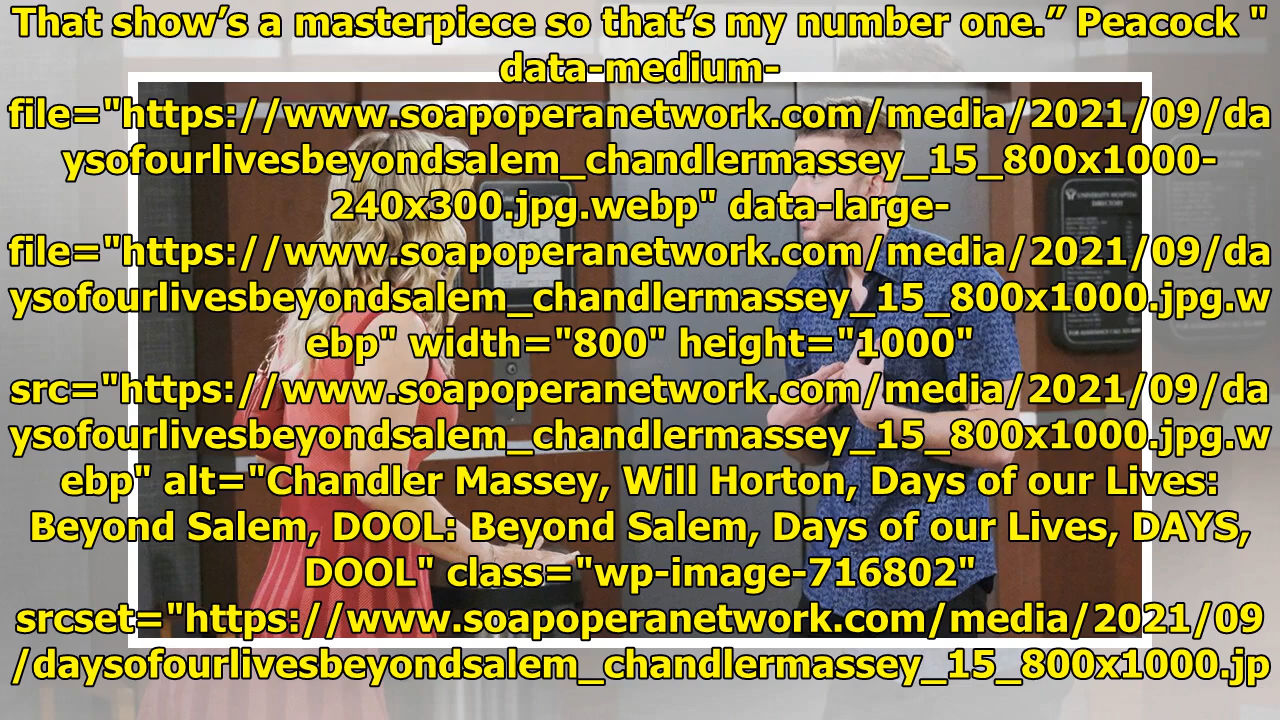 That show’s a masterpiece so that’s my number one.” Peacock "
data-medium-
file="https://www.soapoperanetwork.com/media/2021/09/da
ysofourlivesbeyondsalem_chandlermassey_15_800x1000-
240x300.jpg.webp" data-large-
file="https://www.soapoperanetwork.com/media/2021/09/da
ysofourlivesbeyondsalem_chandlermassey_15_800x1000.jpg.w
ebp" width="800" height="1000"
src="https://www.soapoperanetwork.com/media/2021/09/da
ysofourlivesbeyondsalem_chandlermassey_15_800x1000.jpg.w
ebp" alt="Chandler Massey, Will Horton, Days of our Lives:
Beyond Salem, DOOL: Beyond Salem, Days of our Lives, DAYS,
DOOL" class="wp-image-716802"
srcset="https://www.soapoperanetwork.com/media/2021/09
/daysofourlivesbeyondsalem_chandlermassey_15_800x1000.jp
UNIVERSITY HOSPITAL
DIRECTORY